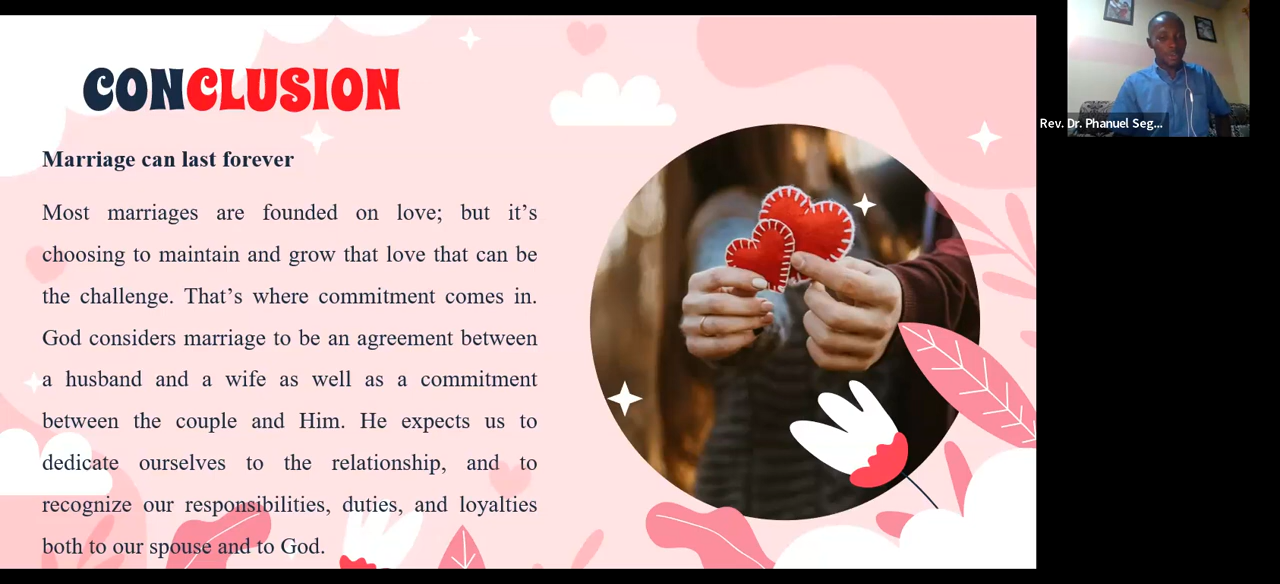 CONCLUSION
Marriage can last forever
Most marriages are founded on love; but it’s
choosing to maintain and grow that love that can be
the challenge. That’s where commitment comes in.
God considers marriage to be an agreement between
a husband and a wife as well as a commitment
between the couple and Him. He expects us to
dedicate ourselves to the relationship, and to
recognize our responsibilities, duties, and loyalties
both to our spouse and to God.
Rev. Dr. Phanuel Seg...